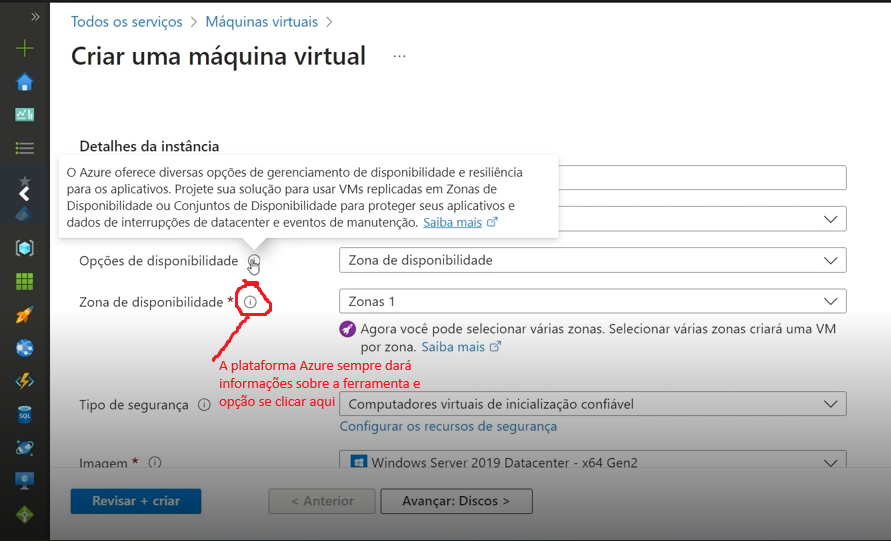 Todos os serviços > Máquinas virtuais >
Criar uma máquina virtual ...
Detalhes da instância
O Azure oferece diversas opções de gerenciamento de disponibilidade e resiliência
para os aplicativos. Projete sua solução para usar VMs replicadas em Zonas de
Disponibilidade ou Conjuntos de Disponibilidade para proteger seus aplicativos e
dados de interrupções de datacenter e eventos de manutenção. Saiba mais
Opções de disponibilidade
Zona de disponibilidade
Zona de disponibilidade *
Zonas 1
Agora você pode selecionar várias zonas. Selecionar várias zonas criará uma VM
por zona. Saiba mais
A plataforma Azure sempre dará
informações sobre a ferramenta e
opção se clicar aqui
Tipo de segurança
Computadores virtuais de inicialização confiável
Configurar os recursos de segurança
Imagem *
Windows Server 2019 Datacenter - x64 Gen2
Revisar + criar
< Anterior
Avançar: Discos >
SQL